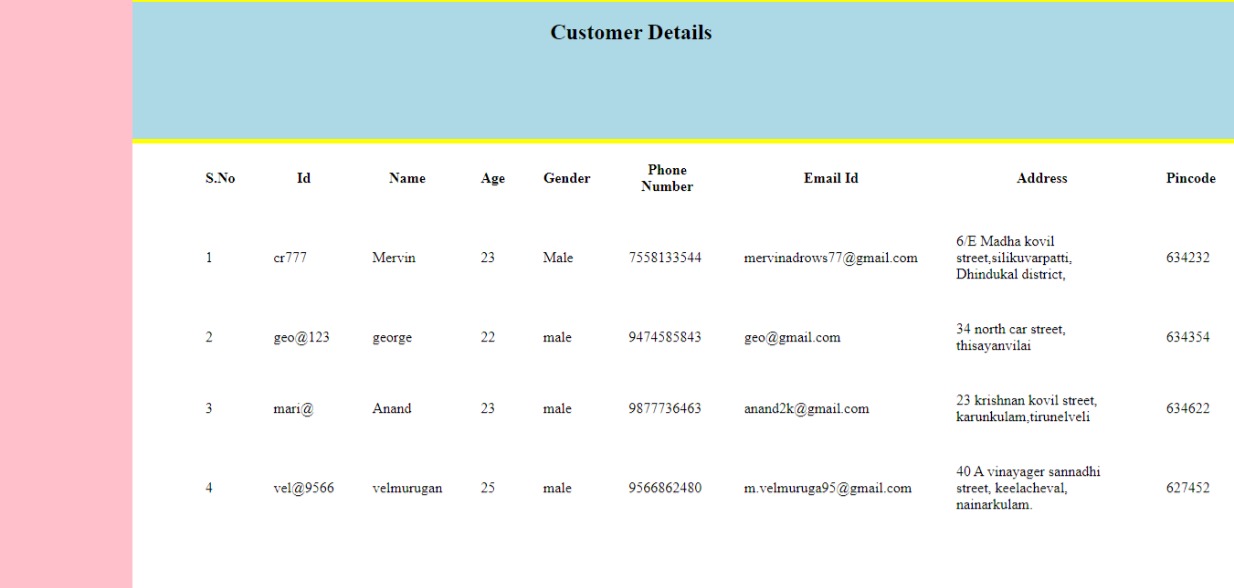 Customer Details
S.No Id Name Age Gender Phone Number Email Id Address Pincode
1 cr777 Mervin 23 Male 7558133544 mervinadrows77@gmail.com 6/E Madha kovil
street,silikuvarpatti,
Dhindukal district, 634232
2 geo@123 george 22 male 9474585843 geo@gmail.com 34 north car street,
thisayanvilai 634354
3 mari@ Anand 23 male 9877736463 anand2k@gmail.com 23 krishnan kovil street,
karunkulam,tirunelveli 634622
4 vel@9566 velmurugan 25 male 9566862480 m.velmuruga95@gmail.com 40 A vinayager sannadhi
street, keelacheval,
nainarkulam. 627452